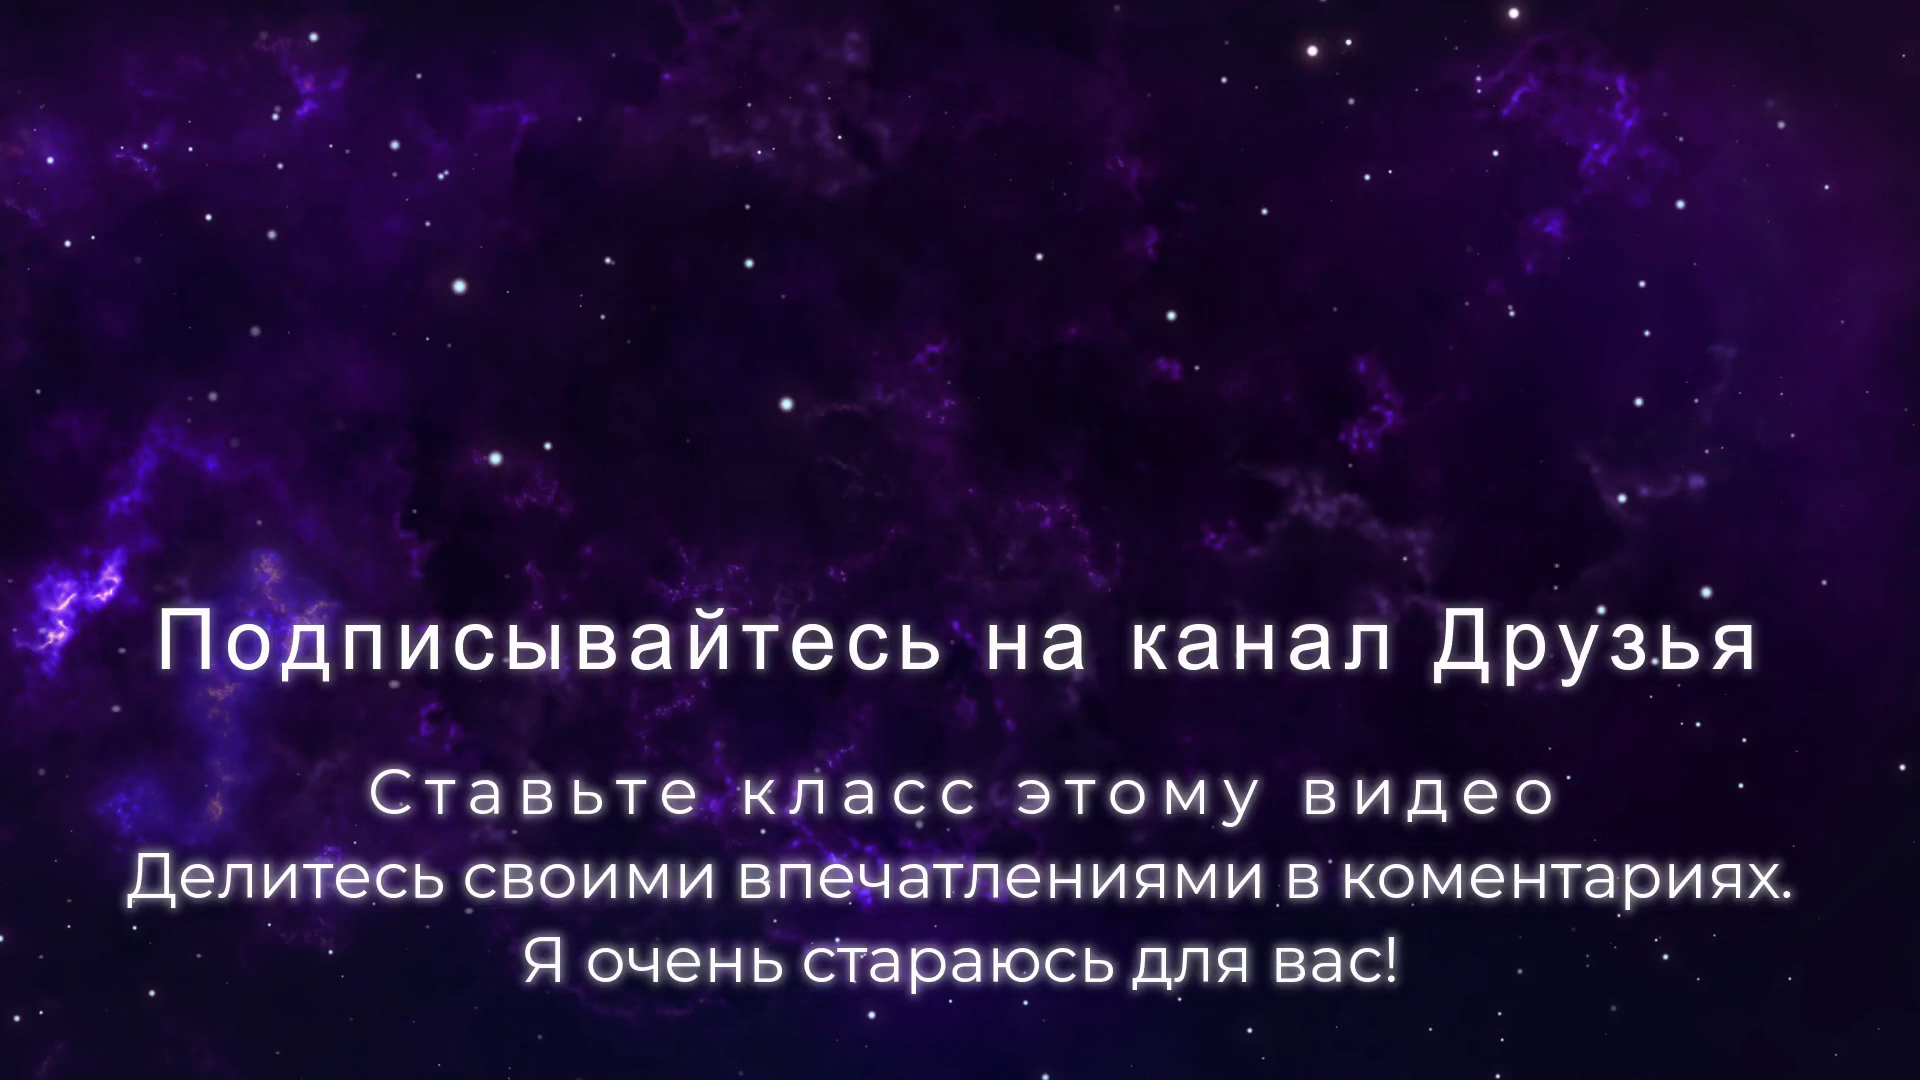 Подписывайтесь на канал Друзья
Ставьте класс этому видео
Делитесь своими впечатлениями в коментариях.
Я очень стараюсь для вас!